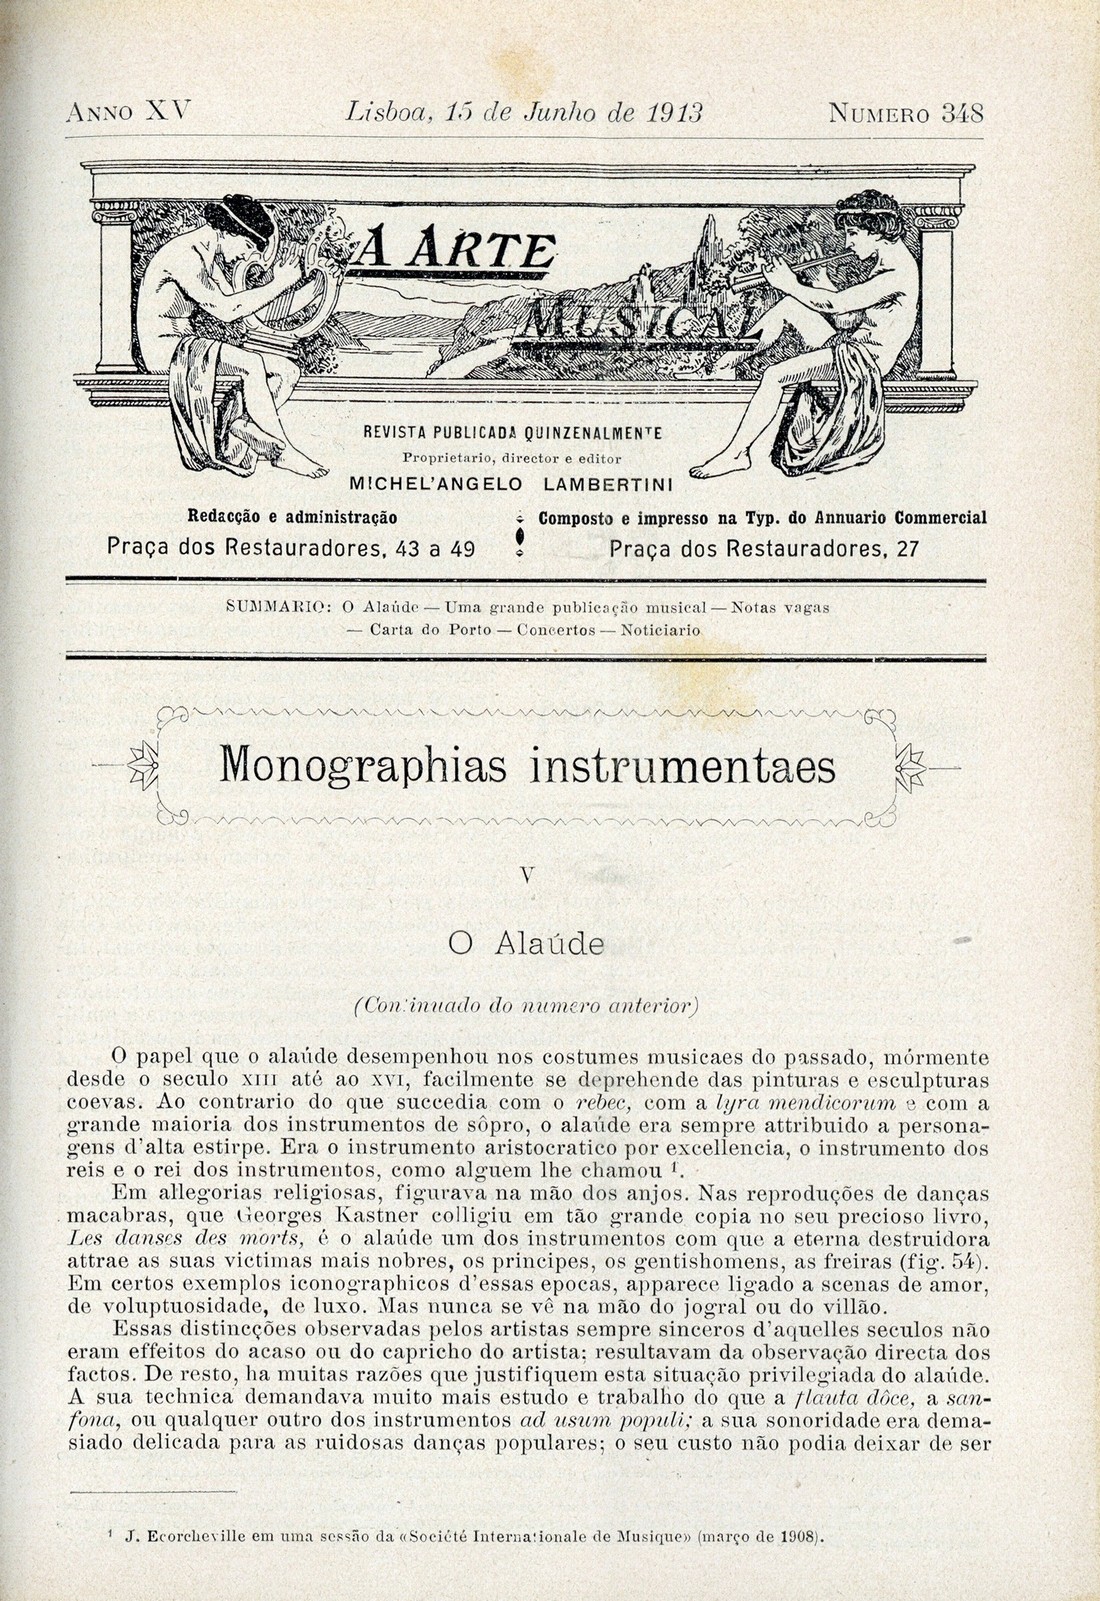 ANNO XV Lisboa, 15 de Junho de 1913 NUMERO 348
A ARTE
MUSICAL
REVISTA PUBLICADA QUINZENALMENTE
Proprietario, director e editor
MICHEL'ANGELO LAMBERTINI
Redacção e administração
Praça dos Restauradores, 43 a 49
Composto e impresso na Typ. do Annuario Commercial
Praça dos Restauradores, 27
SUMMARIO: O Alaúde — Uma grande publicação musical — Notas vagas
— Carta do Porto — Concertos — Noticiario
Monographias instrumentaes
V
O Alaúde
(Continuado do numero anterior)
O papel que o alaúde desempenhou nos costumes musicaes do passado, mórmente
desde o seculo XIII até ao XVI, facilmente se deprehende das pinturas e esculpturas
coevas. Ao contrario do que succedia com o rebec, com a lyra mendicorum e com a
grande maioria dos instrumentos de sôpro, o alaúde era sempre attribuido a persona-
gens d'alta estirpe. Era o instrumento aristocratico por excellencia, o instrumento dos
reis e o rei dos instrumentos, como alguem lhe chamou ¹.
Em allegorias religiosas, figurava na mão dos anjos. Nas reproduções de danças
macabras, que Georges Kastner colligiu em tão grande copia no seu precioso livro,
Les danses des morts, é o alaúde um dos instrumentos com que a eterna destruidora
attrae as suas victimas mais nobres, os principes, os gentishomens, as freiras (fig. 54).
Em certos exemplos iconographicos d'essas epocas, apparece ligado a scenas de amor,
de voluptuosidade, de luxo. Mas nunca se vê na mão do jogral ou do villão.
Essas distincções observadas pelos artistas sempre sinceros d'aquelles seculos não
eram effeitos do acaso ou do capricho do artista; resultavam da observação directa dos
factos. De resto, ha muitas razões que justifiquem esta situação privilegiada do alaúde.
A sua technica demandava muito mais estudo e trabalho do que a flauta dôce, a san-
fona, ou qualquer outro dos instrumentos ad usum populi; a sua sonoridade era dema-
siado delicada para as ruidosas danças populares; o seu custo não podia deixar de ser
¹ J. Ecorcheville em uma sessão da «Société Internationale de Musique» (março de 1908).